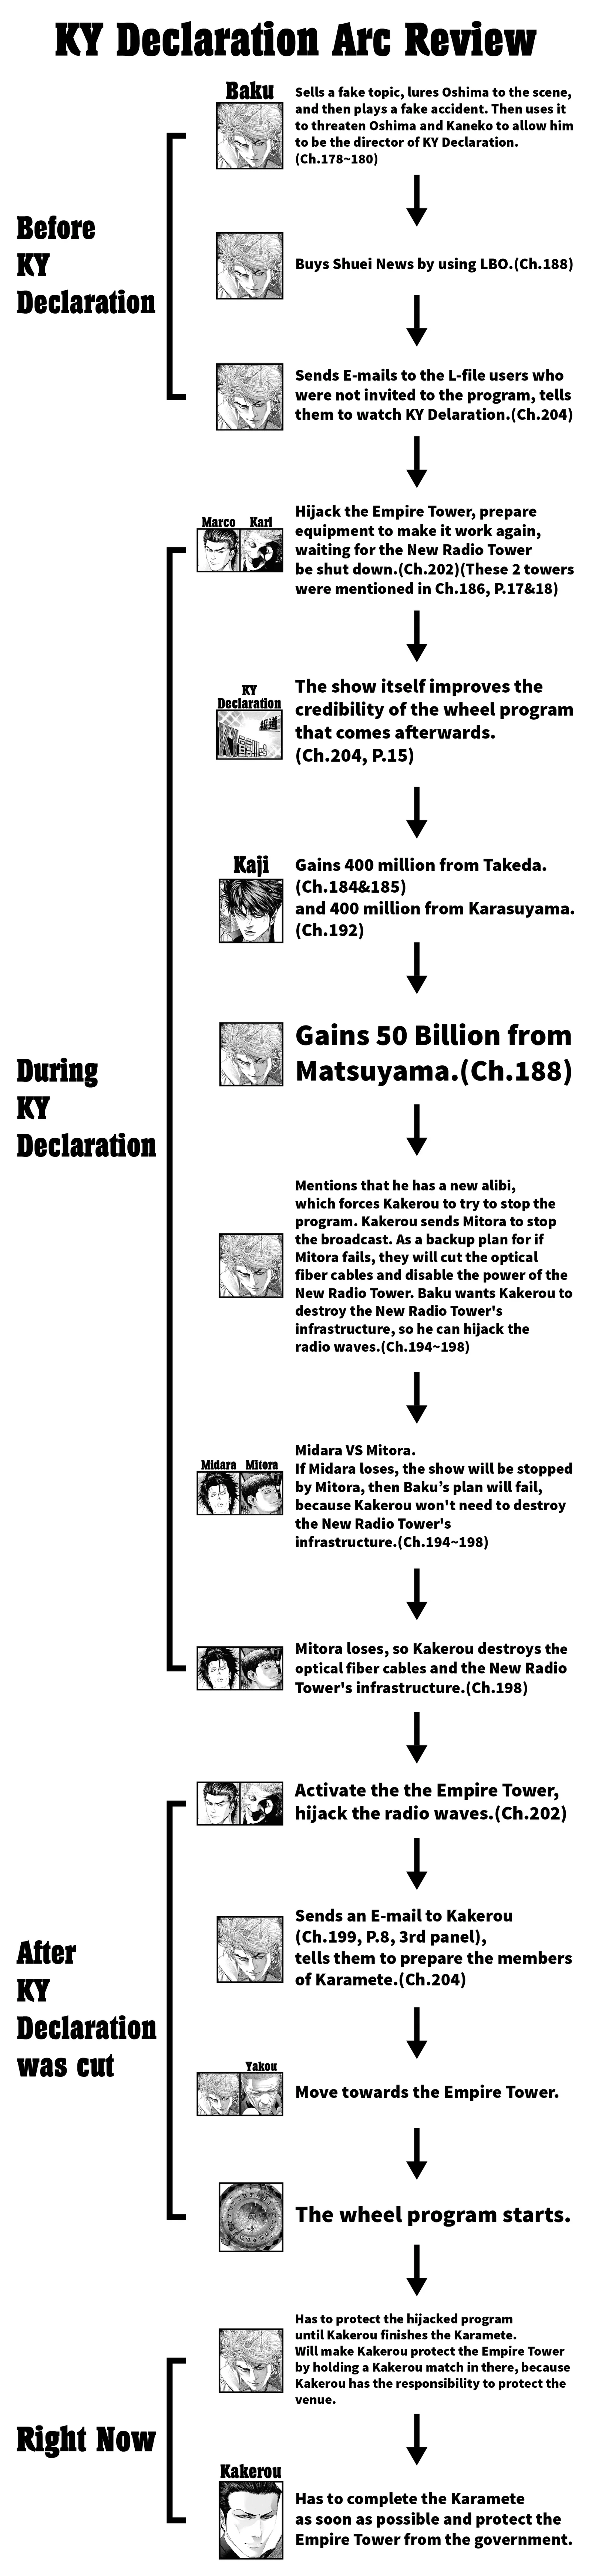 KY Declaration Arc Review
Before
KY
Declaration
Baku
Sells a fake topic, lures Oshima to the scene,
and then plays a fake accident. Then uses it
to threaten Oshima and Kaneko to allow him
to be the director of KY Declaration.
(Ch.178~180)
Buys Shuei News by using LBO.(Ch.188)
Sends E-mails to the L-file users who
were not invited to the program, tells
them to watch KY Delaration.(Ch.204)
During
KY
Declaration
Marco Karl
Hijack the Empire Tower, prepare
equipment to make it work again,
waiting for the New Radio Tower
be shut down.(Ch.202)(These 2 towers
were mentioned in Ch.186, P.17&18)
KY
Declaration
KY
The show itself improves the
credibility of the wheel program
that comes afterwards.
(Ch.204, P.15)
Kaji
Gains 400 million from Takeda.
(Ch.184&185)
and 400 million from Karasuyama.
(Ch.192)
Gains 50 Billion from
Matsuyama.(Ch.188)
Mentions that he has a new alibi,
which forces Kakerou to try to stop the
program. Kakerou sends Mitora to stop
the broadcast. As a backup plan for if
Mitora fails, they will cut the optical
fiber cables and disable the power of the
New Radio Tower. Baku wants Kakerou to
destroy the New Radio Tower's
infrastructure, so he can hijack the
radio waves.(Ch.194~198)
Midara Mitora
Midara VS Mitora.
If Midara loses, the show will be stopped
by Mitora, then Baku’s plan will fail,
because Kakerou won't need to destroy
the New Radio Tower's
infrastructure.(Ch.194~198)
Mitora loses, so Kakerou destroys the
optical fiber cables and the New Radio
Tower's infrastructure.(Ch.198)
After
KY
Declaration
was cut
Activate the the Empire Tower,
hijack the radio waves.(Ch.202)
Sends an E-mail to Kakerou
(Ch.199, P.8, 3rd panel),
tells them to prepare the members
of Karamete.(Ch.204)
Yakou
Move towards the Empire Tower.
The wheel program starts.
Right Now
Has to protect the hijacked program
until Kakerou finishes the Karamete.
Will make Kakerou protect the Empire Tower
by holding a Kakerou match in there, because
Kakerou has the responsibility to protect the
venue.
Kakerou
Has to complete the Karamete
as soon as possible and protect the
Empire Tower from the government.